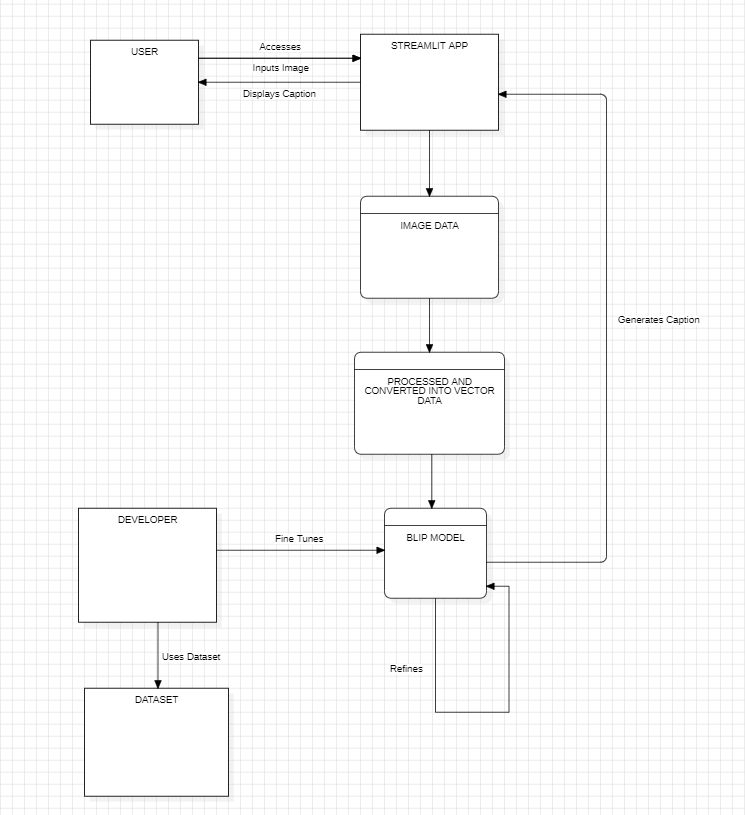 USER
Accesses
STREAMLIT APP
Inputs Image
Displays Caption
IMAGE DATA
Generates Caption
PROCESSED AND
CONVERTED INTO VECTOR
DATA
DEVELOPER
Fine Tunes
BLIP MODEL
Uses Dataset
Refines
DATASET